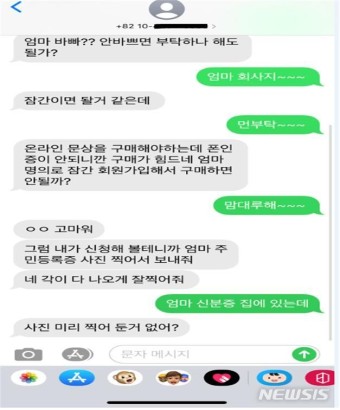 +82 10-
엄마 바빠?? 안바쁘면 부탁하나 해도
될가?
엄마 회사지~~~
잠간이면 될거 같은데
먼부탁~~~
온라인 문상을 구매해야하는데 폰인
증이 안되니깐 구매가 힘드네 엄마
명의로 잠간 회원가입해서 구매하면
안될까?
맘대루해~~~
ㅇㅇ 고마워
그럼 내가 신청해 볼테니까 엄마 주
민등록증 사진 찍어서 보내줘
네 각이 다 나오게 잘찍어줘
엄마 신분증 집에 있는데
사진 미리 찍어 둔거 없어?
문자 메시지
NEWSIS